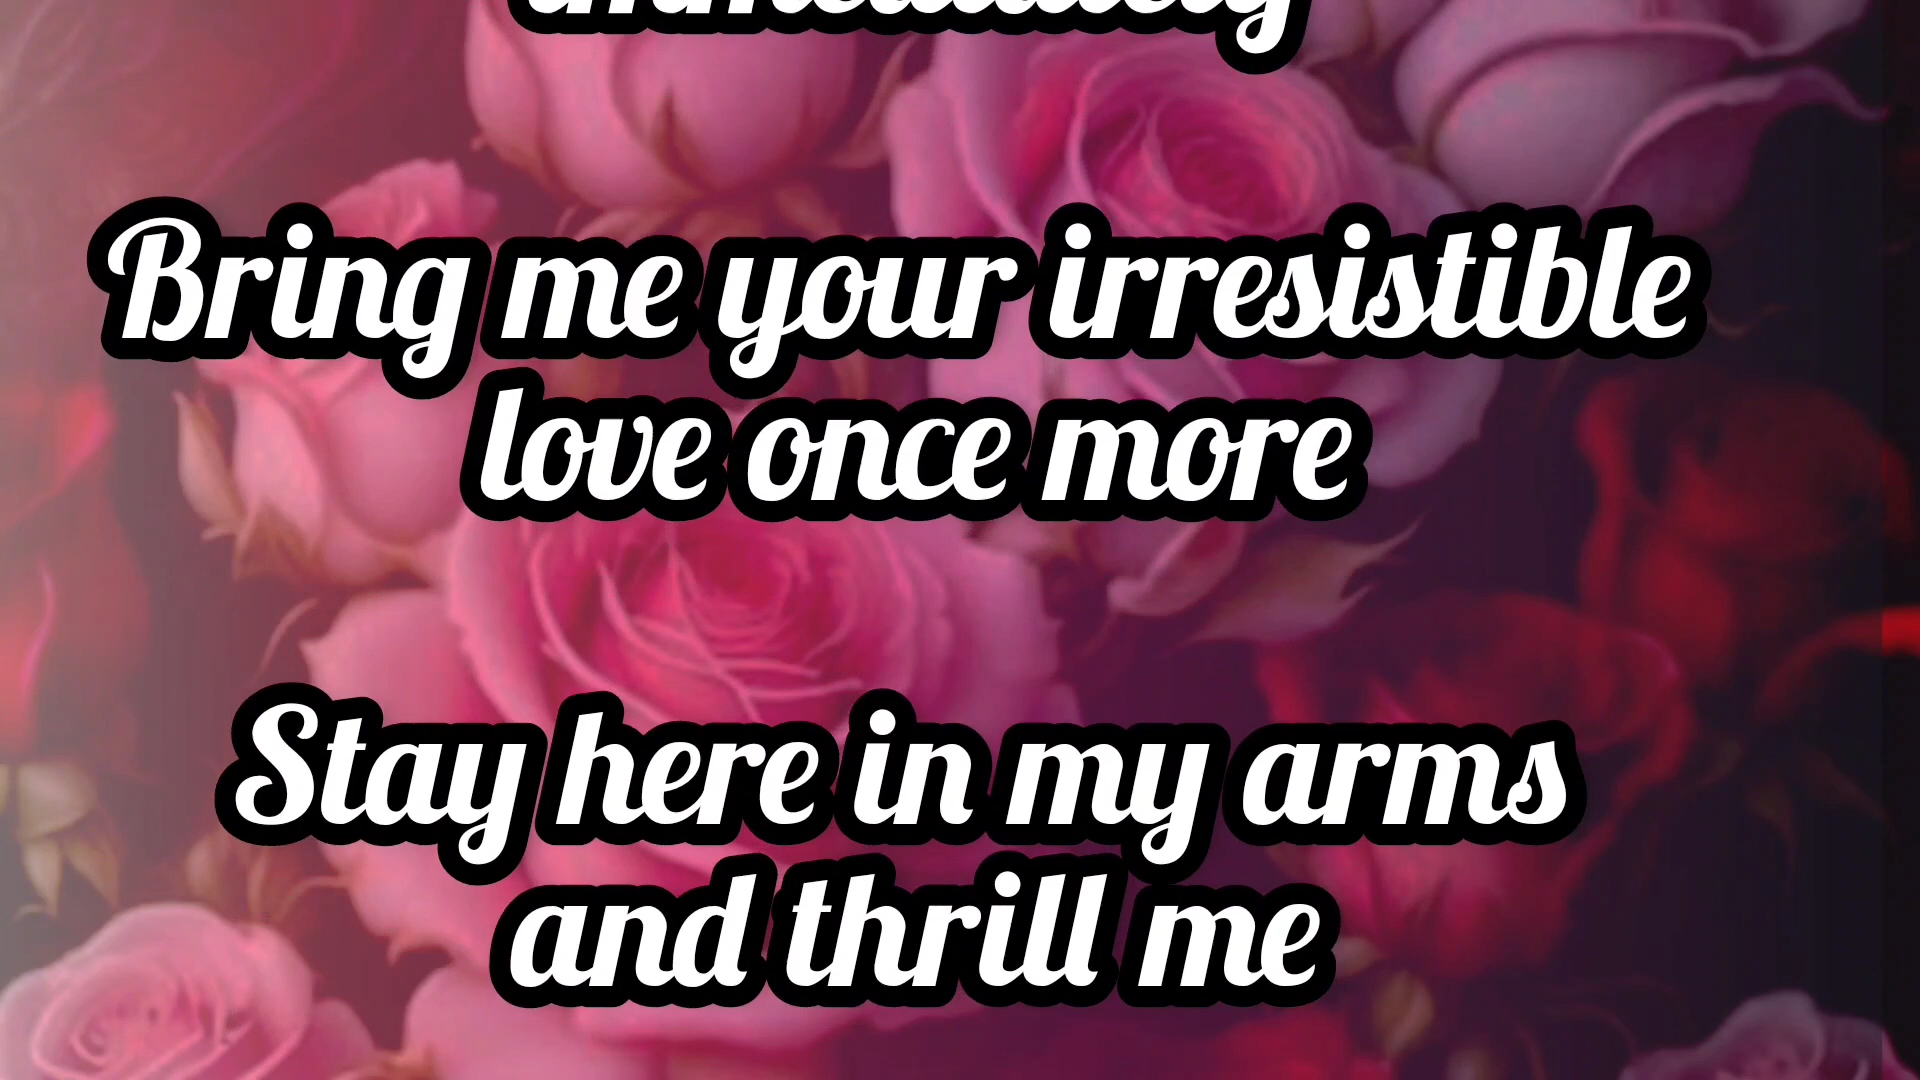 Bring me your irresistible
love once more
Stay here in my arms
and thrill me